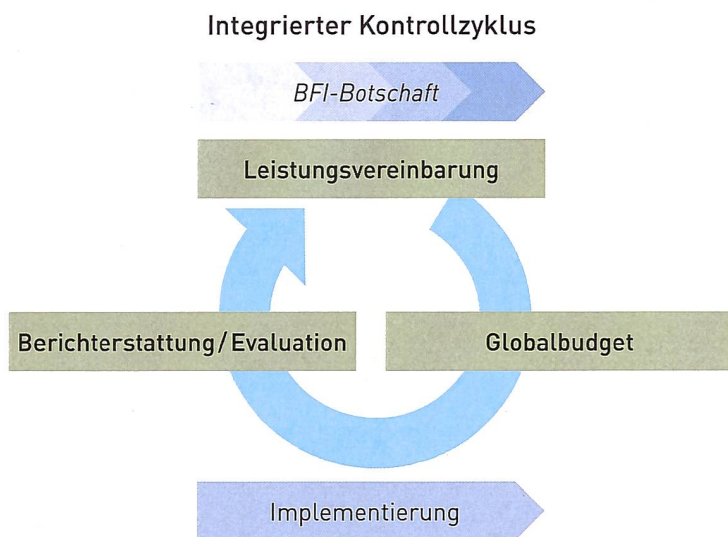 Integrierter Kontrollzyklus
BFI-Botschaft
Leistungsvereinbarung
Berichterstattung/Evaluation
Globalbudget
Implementierung